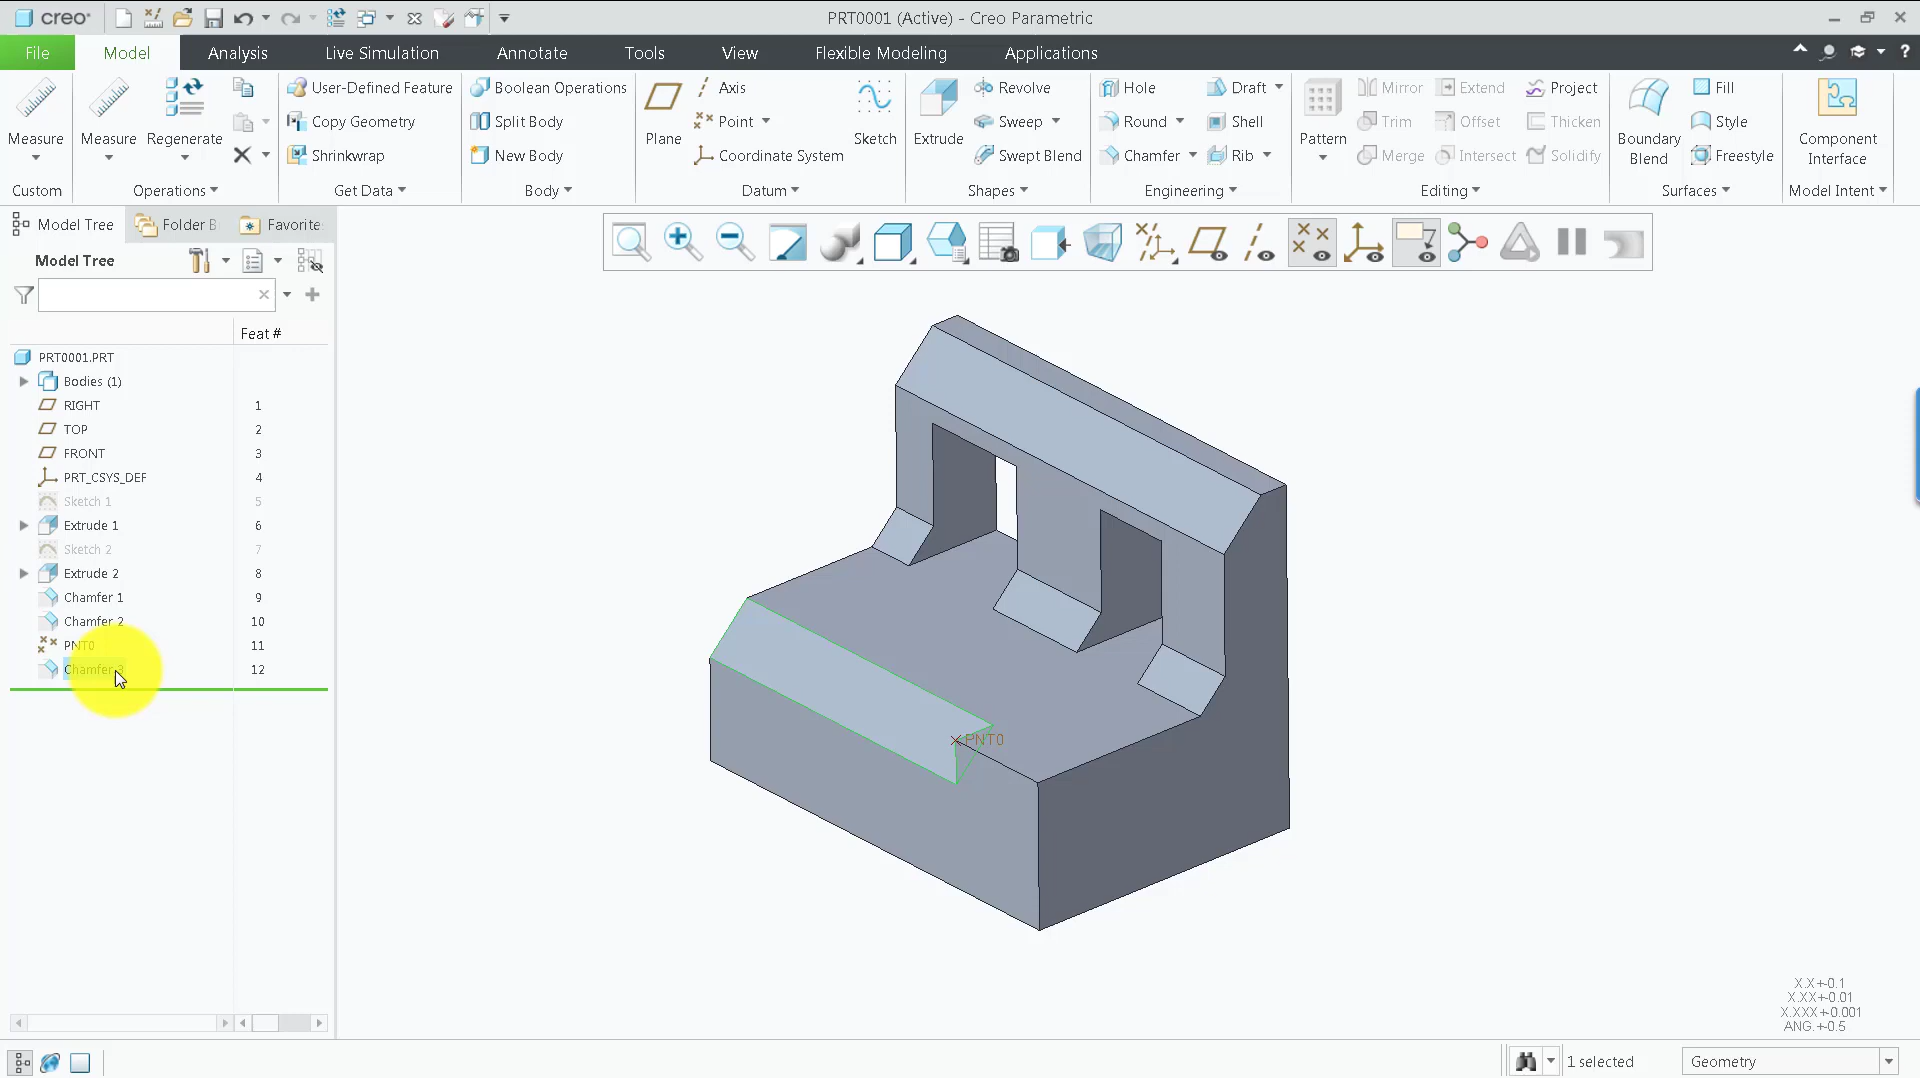 creo
PRT0001 (Active) - Creo Parametric
File Model Analysis Live Simulation Annotate Tools View Flexible Modeling Applications
Measure Measure Regenerate
User-Defined Feature
Copy Geometry
Shrinkwrap
Boolean Operations
Split Body
New Body
Plane
Axis
Point
Coordinate System
Sketch
Extrude
Revolve
Sweep
Swept Blend
Hole Draft
Round Shell
Chamfer Rib
Pattern
Mirror Extend Project
Trim Offset Thicken
Merge Intersect Solidify
Boundary Blend
Fill
Style
Freestyle
Component Interface
Custom Operations Get Data Body Datum Shapes Engineering Editing Surfaces Model Intent
Model Tree Folder B Favorite
Model Tree
Feat #
PRT0001.PRT
Bodies (1)
RIGHT 1
TOP 2
FRONT 3
PRT_CSYS_DEF 4
Sketch 1 5
Extrude 1 6
Sketch 2 7
Extrude 2 8
Chamfer 1 9
Chamfer 2 10
PNT0 11
Chamfer 3 12
PNT0
X.X+-0.1
X.XX+-0.01
X.XXX+-0.001
ANG.+-0.5
1 selected Geometry